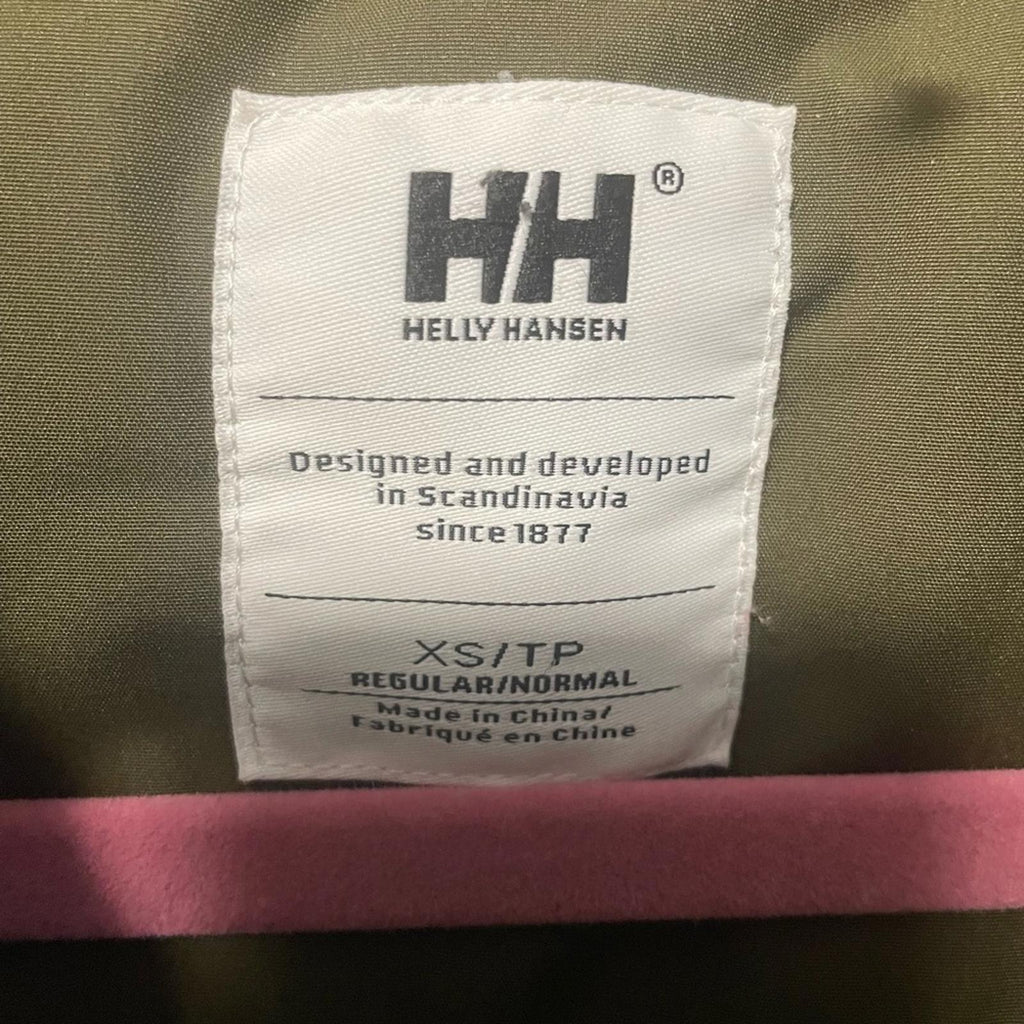 HH®
HELLY HANSEN
Designed and developed
in Scandinavia
since 1877
XS/TP
REGULAR/NORMAL
Made in China/
Fabriqué en Chine